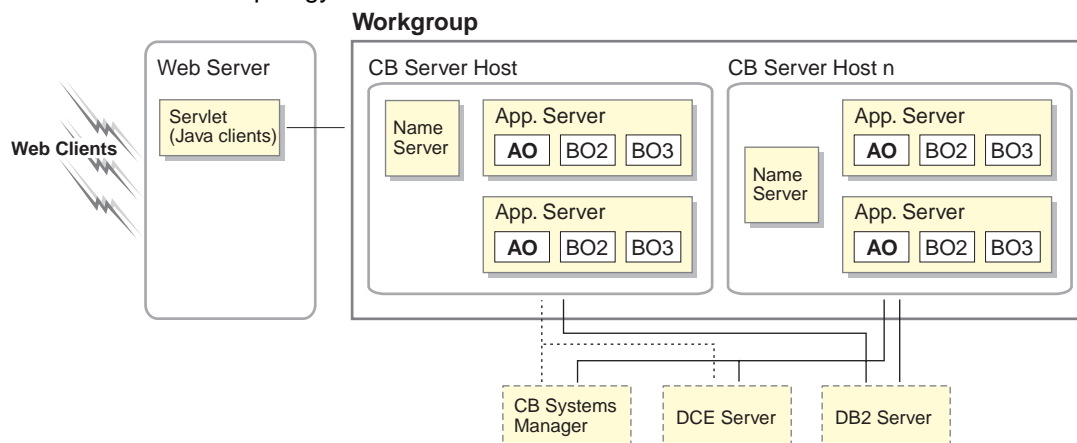 Workgroup
Web Server
CB Server Host
CB Server Host n
Servlet
(Java clients)
Web Clients
Name
Server
App. Server
AO BO2 BO3
App. Server
AO BO2 BO3
Name
Server
App. Server
AO BO2 BO3
App. Server
AO BO2 BO3
CB Systems
Manager
DCE Server
DB2 Server